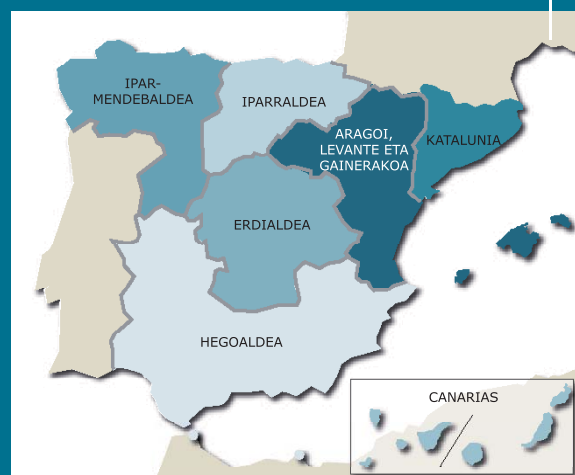 IPAR-
MENDEBALDEA
IPARRALDEA
ARAGOI,
LEVANTE ETA
GAINERAKOA
KATALUNIA
ERDIALDEA
HEGOALDEA
CANARIAS